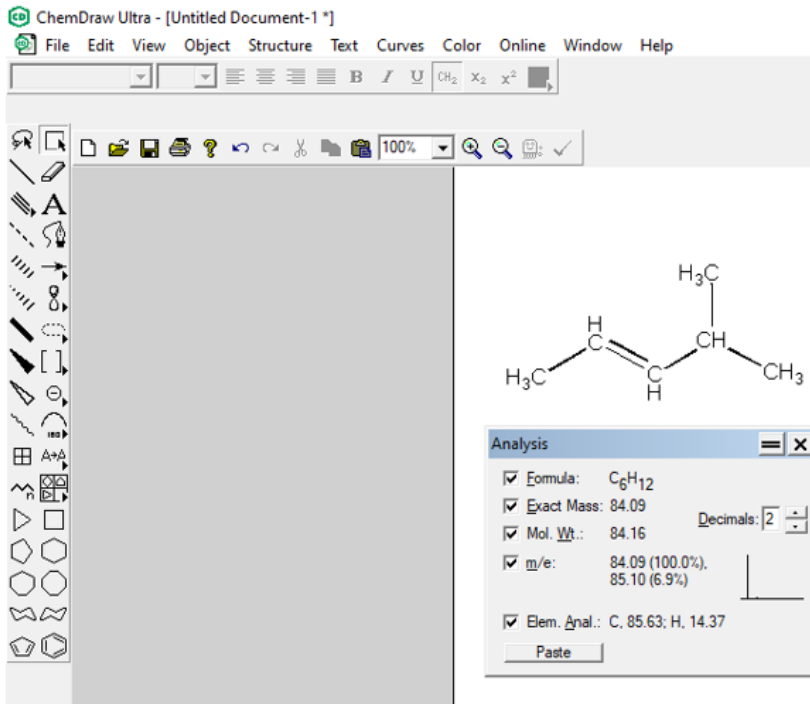 ChemDraw Ultra - [Untitled Document-1 *]
File Edit View Object Structure Text Curves Color Online Window Help
B I U CH₂ X₂ X²
100%
A
H₃C
H
C
CH
H₃C
C
H
CH₃
Analysis
Formula: C₆H₁₂
Exact Mass: 84.09
Decimals: 2
Mol. Wt.: 84.16
m/e: 84.09 (100.0%),
85.10 (6.9%)
Elem. Anal.: C, 85.63; H, 14.37
Paste